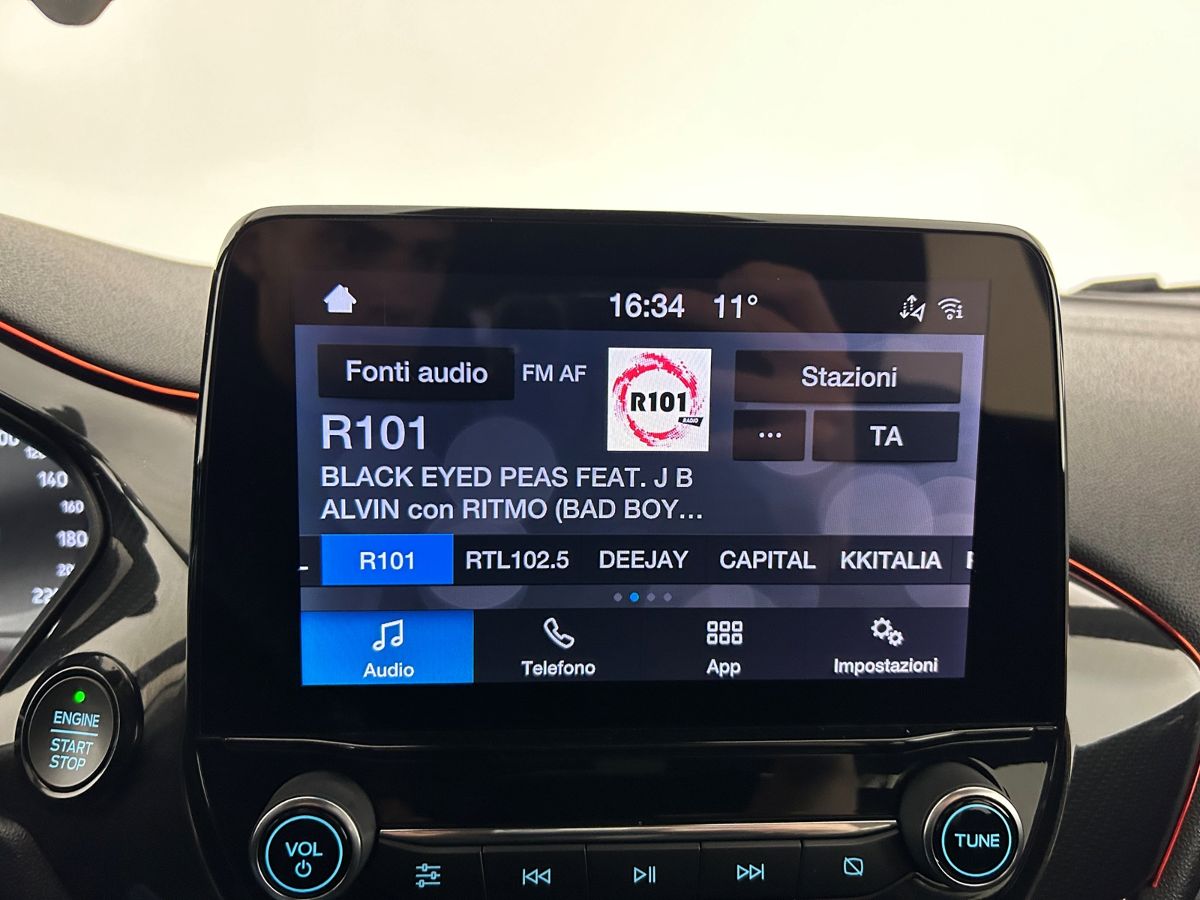 16:34 11°
Fonti audio FM AF
R101
RADIO
Stazioni
... TA
R101
BLACK EYED PEAS FEAT. J B
ALVIN con RITMO (BAD BOY...
R101 RTL102.5 DEEJAY CAPITAL KKITALIA
Audio Telefono App Impostazioni
140
160
180
ENGINE
START
STOP
VOL
TUNE